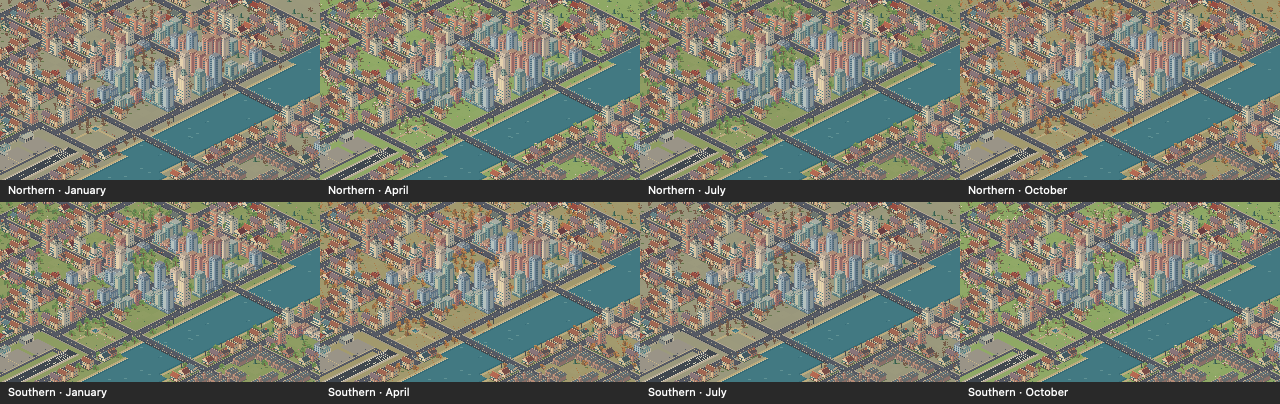 Northern · January
Northern · April
Northern · July
Northern · October
Southern · January
Southern · April
Southern · July
Southern · October